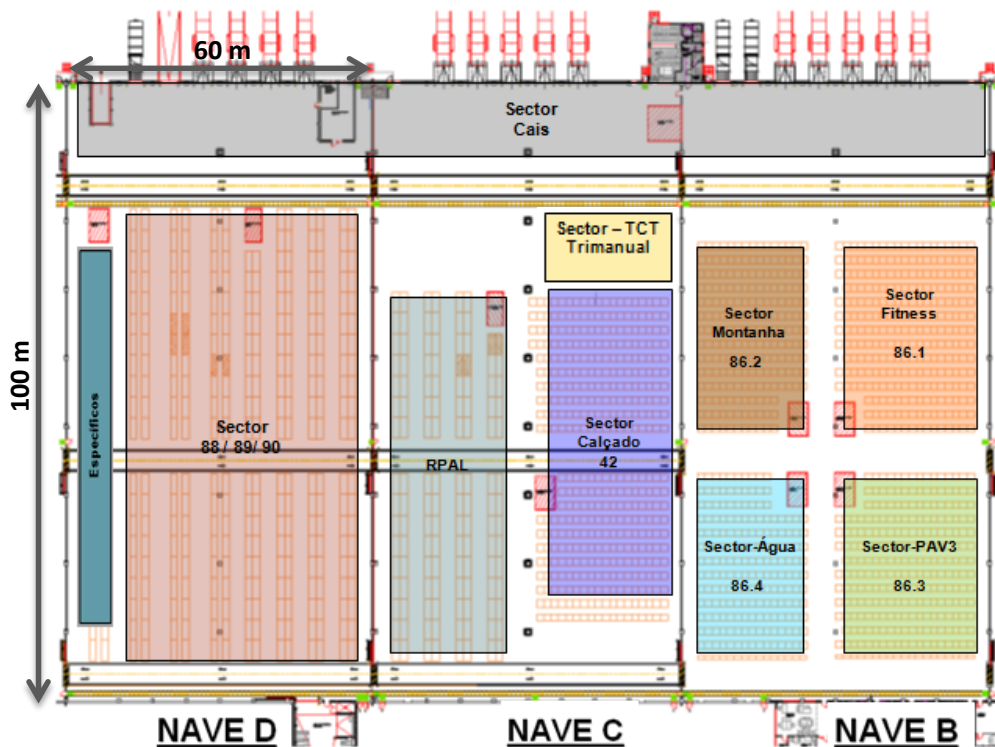 60 m
Sector
Cais
100 m
Sector – TCT
Trimanual
Específicos
Sector
88 / 89/ 90
RPAL
Sector
Calçado
42
Sector
Montanha
86.2
Sector
Fitness
86.1
Sector-Água
86.4
Sector-PAV3
86.3
NAVE D
NAVE C
NAVE B